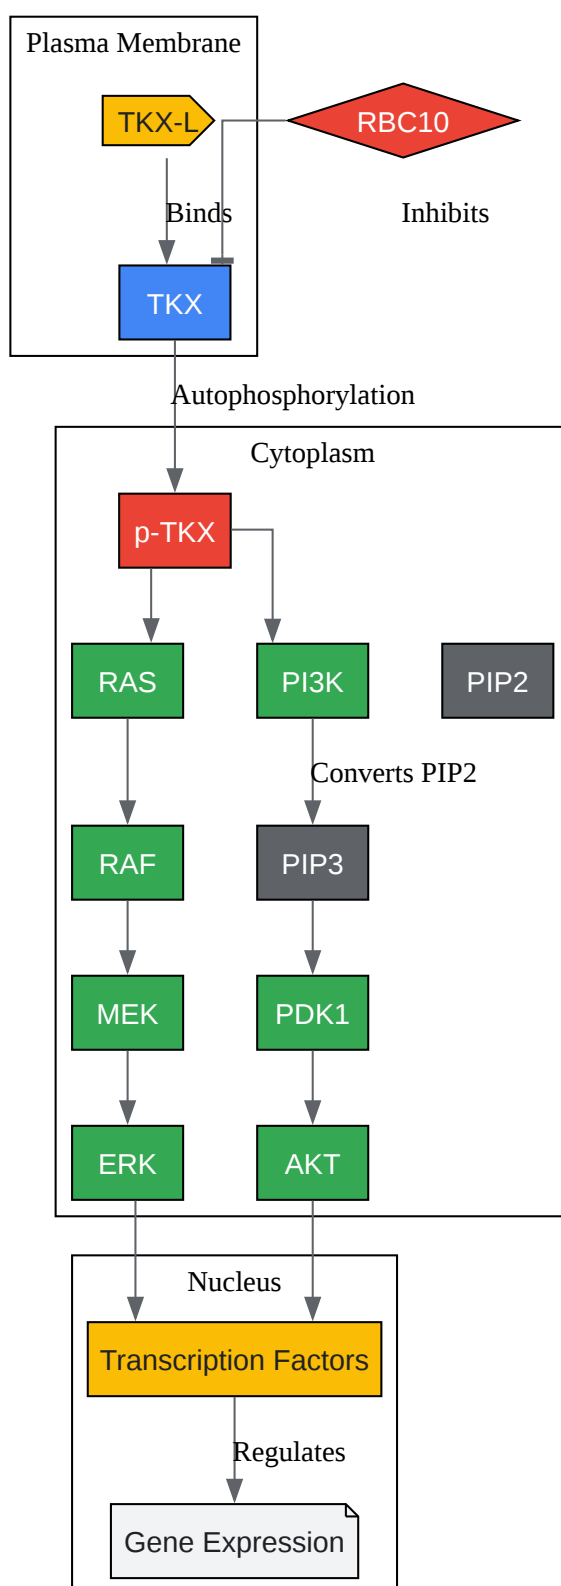 Plasma Membrane
TKX-L
RBC10
Binds
Inhibits
TKX
Autophosphorylation
Cytoplasm
p-TKX
RAS
PI3K
PIP2
Converts PIP2
RAF
PIP3
MEK
PDK1
ERK
AKT
Nucleus
Transcription Factors
Regulates
Gene Expression